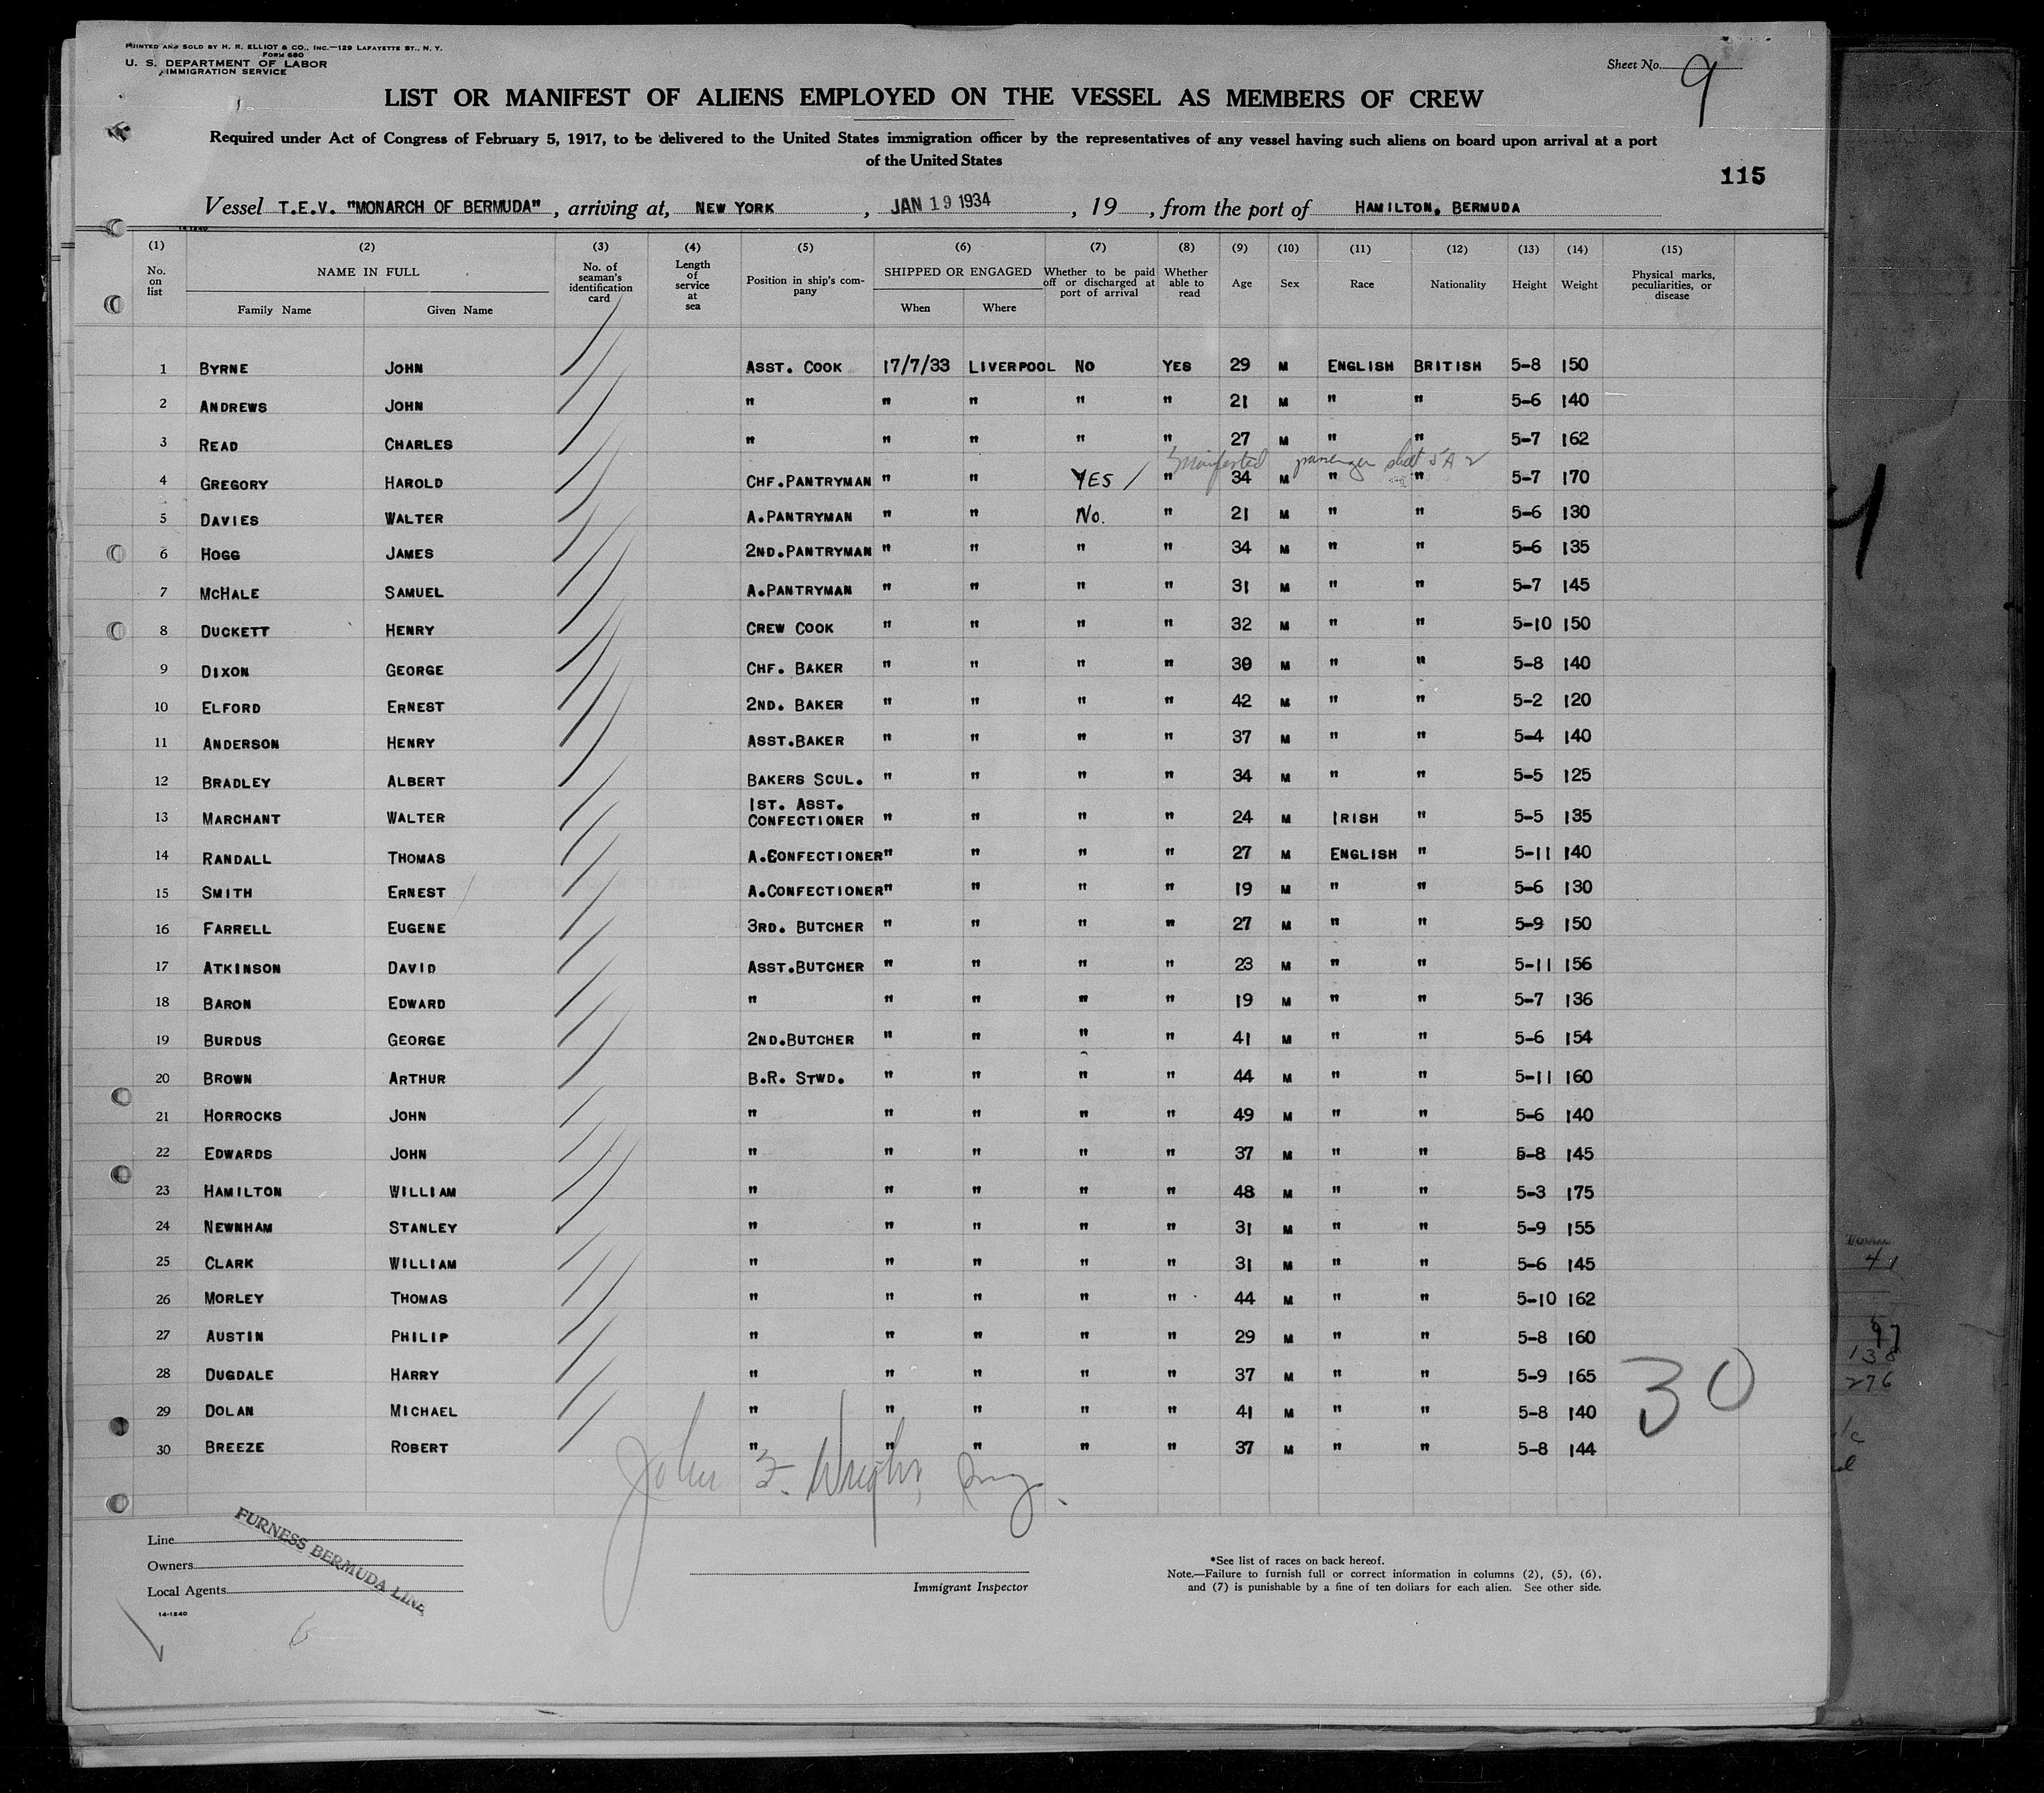 PRINTED AND SOLD BY H. R. ELLIOT & CO., INC.—129 LAFAYETTE ST., N. Y.
FORM 680
U. S. DEPARTMENT OF LABOR
IMMIGRATION SERVICE
Sheet No. 9
LIST OR MANIFEST OF ALIENS EMPLOYED ON THE VESSEL AS MEMBERS OF CREW
Required under Act of Congress of February 5, 1917, to be delivered to the United States immigration officer by the representatives of any vessel having such aliens on board upon arrival at a port
of the United States
115
Vessel T.E.V. "MONARCH OF BERMUDA", arriving at, NEW YORK, JAN 19 1934, 19, from the port of HAMILTON, BERMUDA
14-1240
(1) (2) (3) (4) (5) (6) (7) (8) (9) (10) (11) (12) (13) (14) (15)
No. on list NAME IN FULL Family Name Given Name No. of seaman's identification card Length of service at sea Position in ship's company SHIPPED OR ENGAGED When Where Whether to be paid off or discharged at port of arrival Whether able to read Age Sex Race Nationality Height Weight Physical marks, peculiarities, or disease
1 BYRNE JOHN ASST. COOK 17/7/33 LIVERPOOL NO YES 29 M ENGLISH BRITISH 5-8 150
2 ANDREWS JOHN " " " " " 21 M " " 5-6 140
3 READ CHARLES " " " " " 27 M " " 5-7 162
Manifested passenger sheet 5A 2
4 GREGORY HAROLD CHF.PANTRYMAN " " YES / " 34 M " " 5-7 170
5 DAVIES WALTER A.PANTRYMAN " " No. " 21 M " " 5-6 130
6 HOGG JAMES 2ND.PANTRYMAN " " " " 34 M " " 5-6 135
7 MCHALE SAMUEL A.PANTRYMAN " " " " 31 M " " 5-7 145
8 DUCKETT HENRY CREW COOK " " " " 32 M " " 5-10 150
9 DIXON GEORGE CHF. BAKER " " " " 30 M " " 5-8 140
10 ELFORD ERNEST 2ND. BAKER " " " " 42 M " " 5-2 120
11 ANDERSON HENRY ASST.BAKER " " " " 37 M " " 5-4 140
12 BRADLEY ALBERT BAKERS SCUL. " " " " 34 M " " 5-5 125
13 MARCHANT WALTER 1ST. ASST. CONFECTIONER " " " " 24 M IRISH " 5-5 135
14 RANDALL THOMAS A.CONFECTIONER " " " " 27 M ENGLISH " 5-11 140
15 SMITH ERNEST A.CONFECTIONER " " " " 19 M " " 5-6 130
16 FARRELL EUGENE 3RD. BUTCHER " " " " 27 M " " 5-9 150
17 ATKINSON DAVID ASST.BUTCHER " " " " 23 M " " 5-11 156
18 BARON EDWARD " " " " " 19 M " " 5-7 136
19 BURDUS GEORGE 2ND.BUTCHER " " " " 41 M " " 5-6 154
20 BROWN ARTHUR B.R. STWD. " " " " 44 M " " 5-11 160
21 HORROCKS JOHN " " " " " 49 M " " 5-6 140
22 EDWARDS JOHN " " " " " 37 M " " 5-8 145
23 HAMILTON WILLIAM " " " " " 48 M " " 5-3 175
24 NEWNHAM STANLEY " " " " " 31 M " " 5-9 155
25 CLARK WILLIAM " " " " " 31 M " " 5-6 145
26 MORLEY THOMAS " " " " " 44 M " " 5-10 162
27 AUSTIN PHILIP " " " " " 29 M " " 5-8 160
28 DUGDALE HARRY " " " " " 37 M " " 5-9 165
29 DOLAN MICHAEL " " " " " 41 M " " 5-8 140
30 BREEZE ROBERT " " " " " 37 M " " 5-8 144
30
John F. Wright
Line
Owners
Local Agents
FURNESS BERMUDA LINE
14-1240
Immigrant Inspector
*See list of races on back hereof.
Note.—Failure to furnish full or correct information in columns (2), (5), (6),
and (7) is punishable by a fine of ten dollars for each alien. See other side.
41
97
138
276